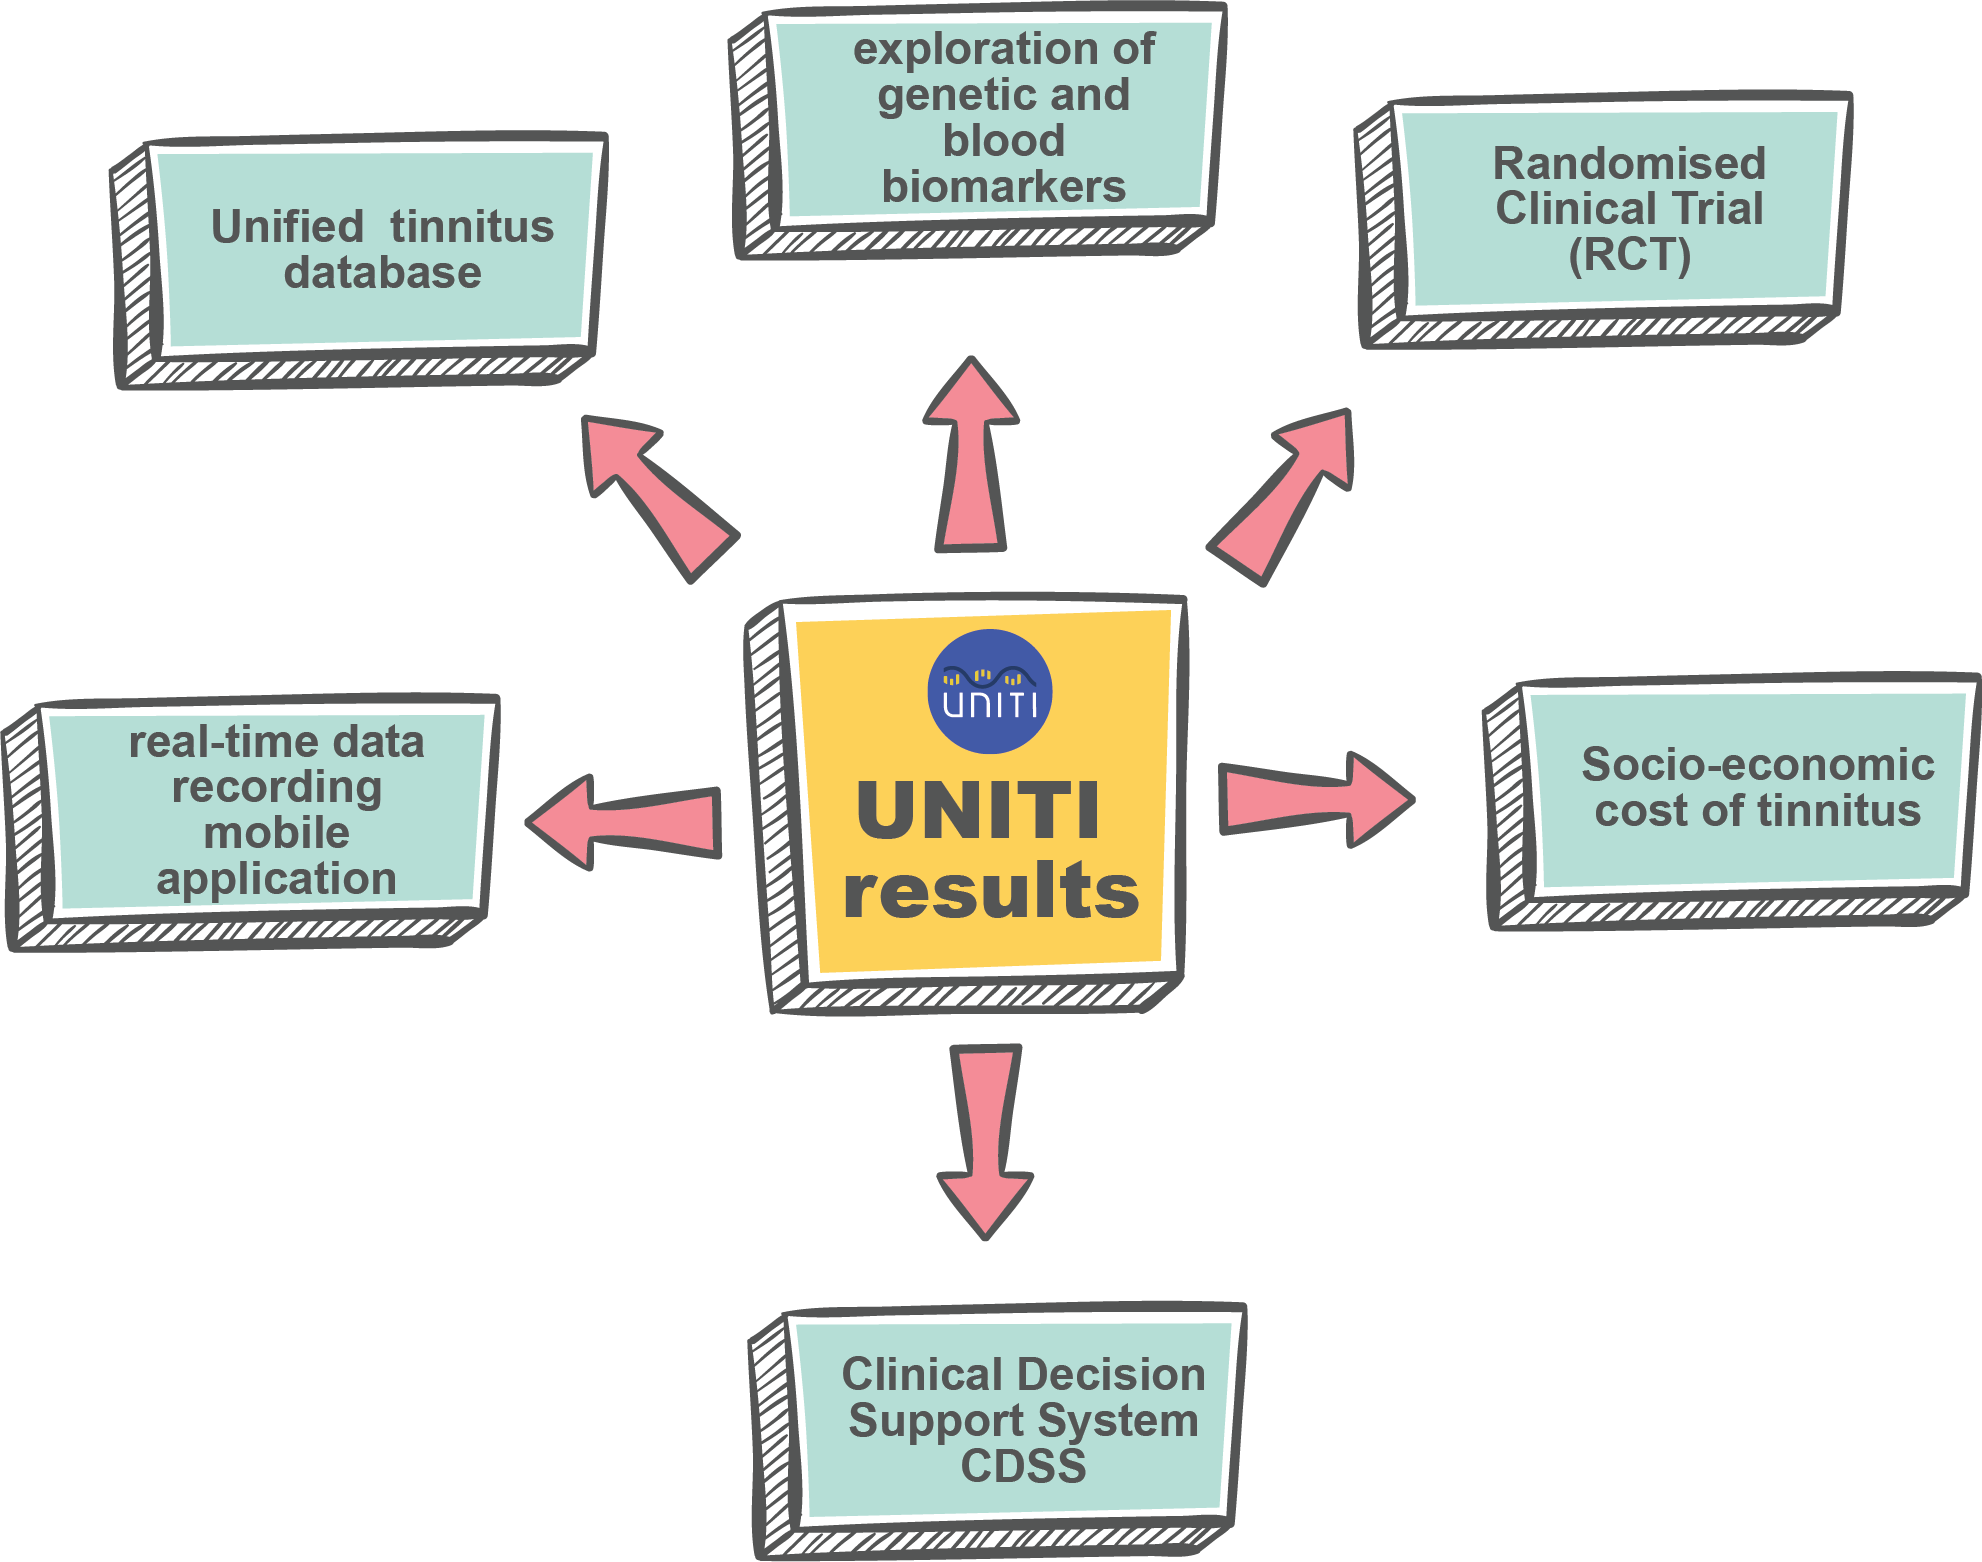 exploration of
genetic and
blood
biomarkers
Unified tinnitus
database
Randomised
Clinical Trial
(RCT)
real-time data
recording
mobile
application
UNITI
UNITI
results
Socio-economic
cost of tinnitus
Clinical Decision
Support System
CDSS